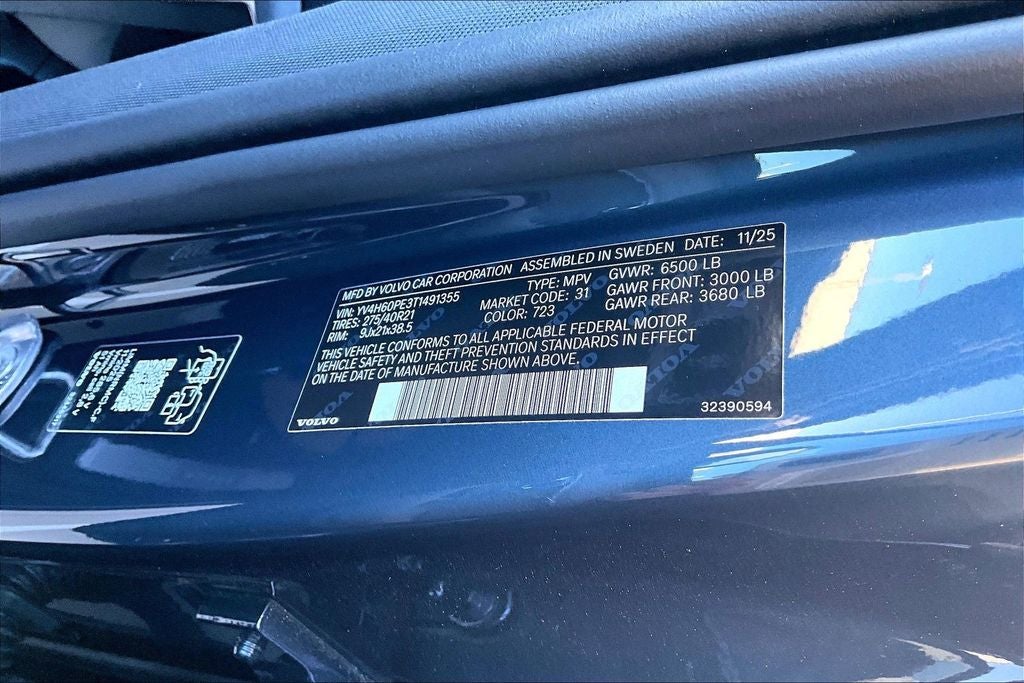 MFD BY VOLVO CAR CORPORATION ASSEMBLED IN SWEDEN DATE: 11/25
VIN: YV4H60PE3T1491355 TYPE: MPV GVWR: 6500 LB
TIRES: 275/40R21 MARKET CODE: 31 GAWR FRONT: 3000 LB
RIM: 9Jx21x38.5 COLOR: 723 GAWR REAR: 3680 LB
THIS VEHICLE CONFORMS TO ALL APPLICABLE FEDERAL MOTOR
VEHICLE SAFETY AND THEFT PREVENTION STANDARDS IN EFFECT
ON THE DATE OF MANUFACTURE SHOWN ABOVE.
VOLVO 32390594